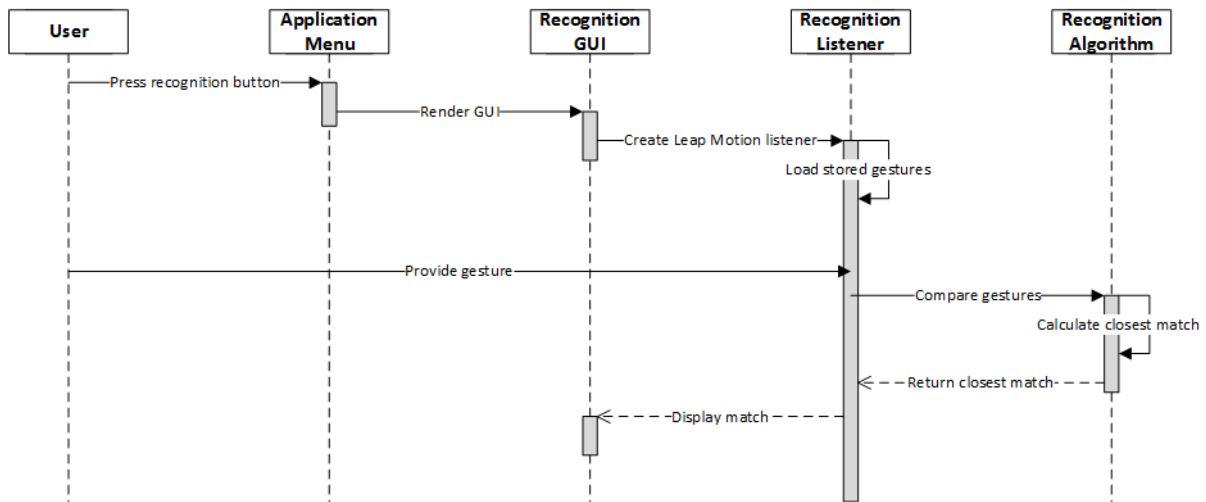 User
Application
Menu
Recognition
GUI
Recognition
Listener
Recognition
Algorithm
Press recognition button
Render GUI
Create Leap Motion listener
Load stored gestures
Provide gesture
Compare gestures
Calculate closest match
Return closest match
Display match